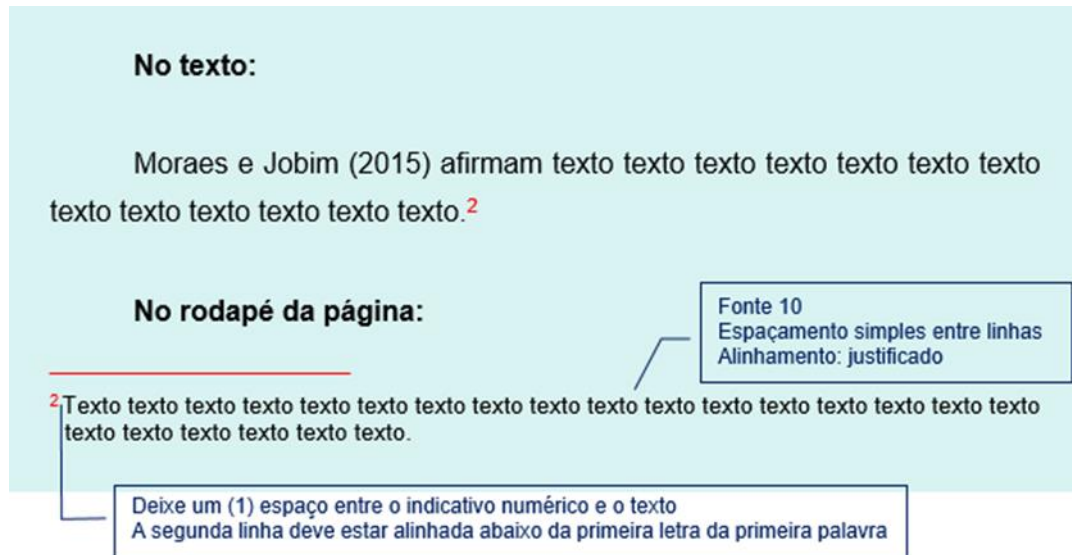 No texto:
Moraes e Jobim (2015) afirmam texto texto texto texto texto texto texto
texto texto texto texto texto texto.2
No rodapé da página:
Fonte 10
Espaçamento simples entre linhas
Alinhamento: justificado
2 Texto texto texto texto texto texto texto texto texto texto texto texto texto texto texto texto texto
texto texto texto texto texto texto.
Deixe um (1) espaço entre o indicativo numérico e o texto
A segunda linha deve estar alinhada abaixo da primeira letra da primeira palavra